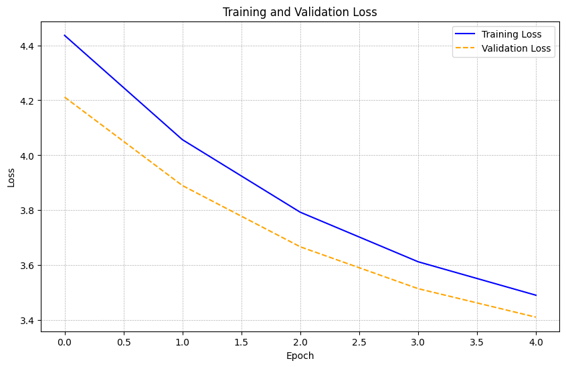 Training and Validation Loss
Training Loss
Validation Loss
4.4
4.2
4.0
3.8
3.6
3.4
Loss
0.0 0.5 1.0 1.5 2.0 2.5 3.0 3.5 4.0
Epoch